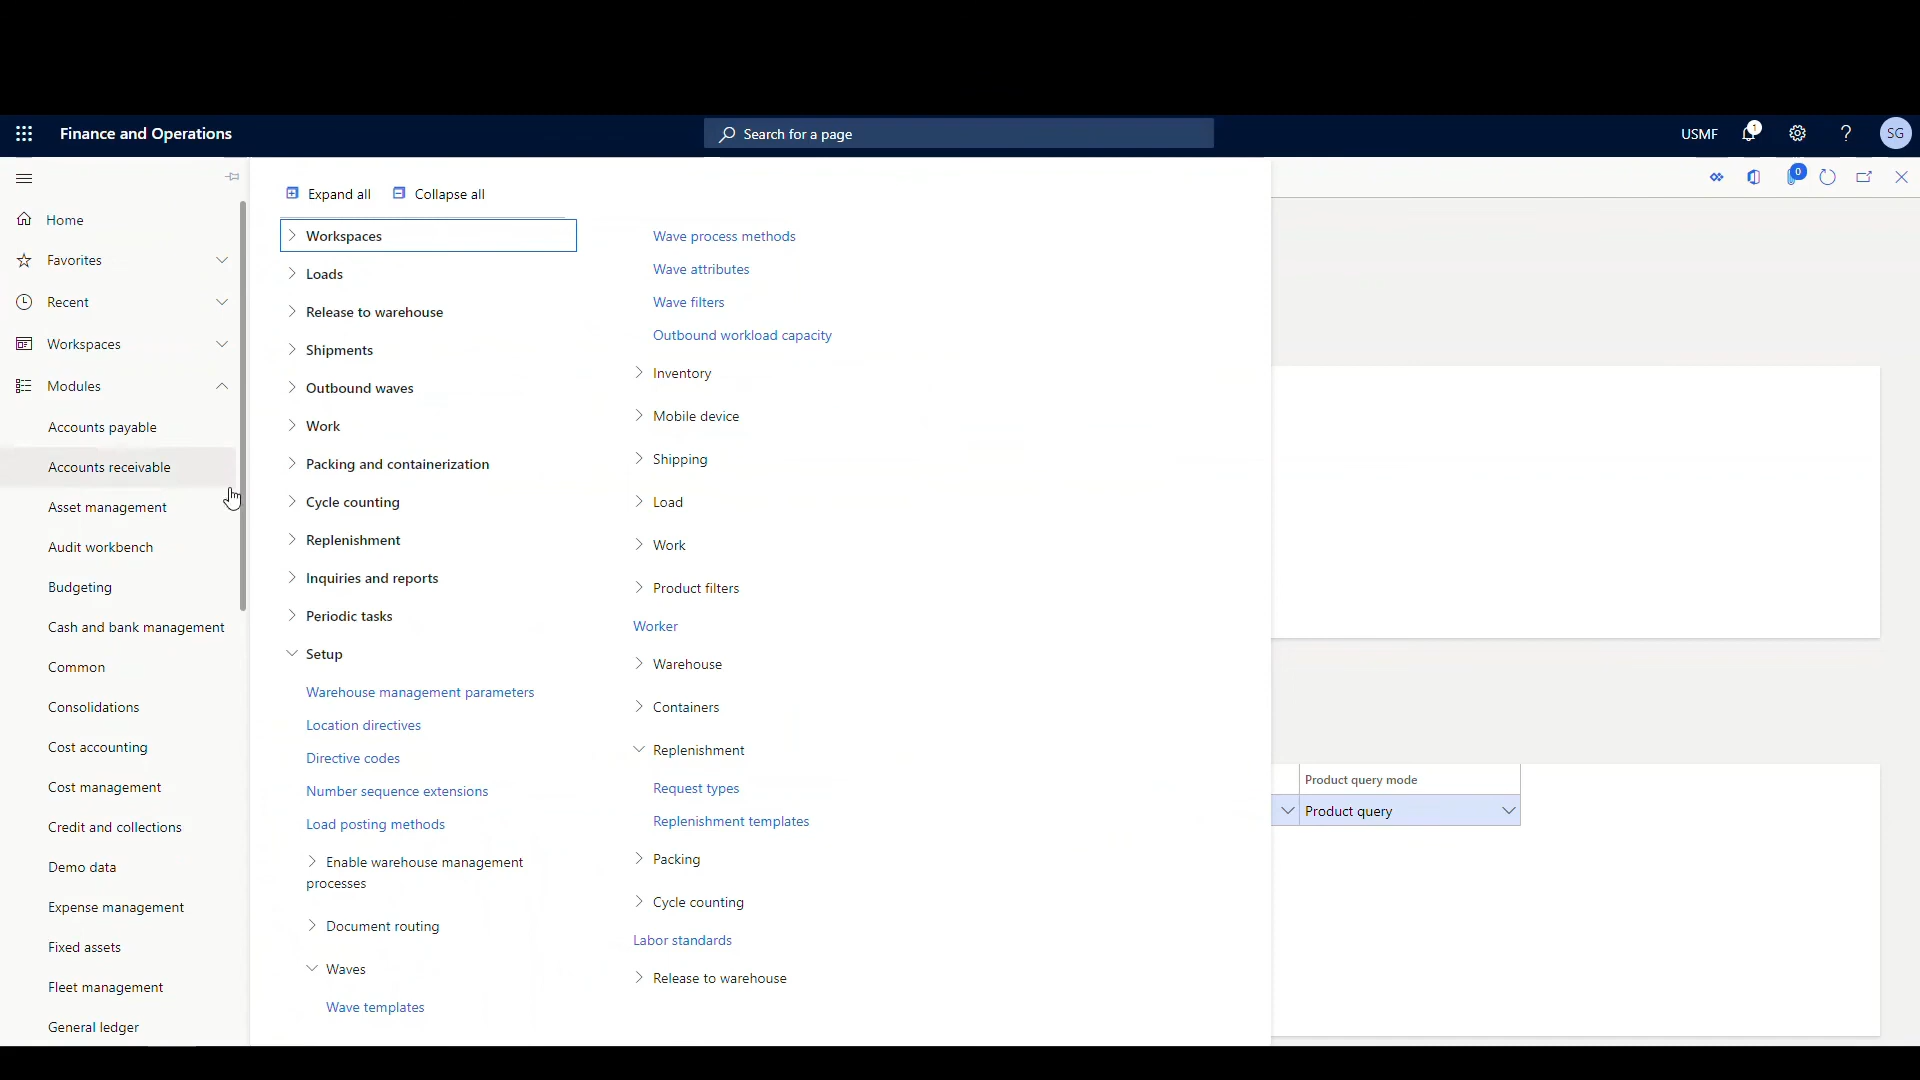 Finance and Operations
Search for a page
USMF
1
?
SG
0
Home
Favorites
Recent
Workspaces
Modules
Accounts payable
Accounts receivable
Asset management
Audit workbench
Budgeting
Cash and bank management
Common
Consolidations
Cost accounting
Cost management
Credit and collections
Demo data
Expense management
Fixed assets
Fleet management
General ledger
Expand all
Collapse all
Workspaces
Loads
Release to warehouse
Shipments
Outbound waves
Work
Packing and containerization
Cycle counting
Replenishment
Inquiries and reports
Periodic tasks
Setup
Warehouse management parameters
Location directives
Directive codes
Number sequence extensions
Load posting methods
Enable warehouse management
processes
Document routing
Waves
Wave templates
Wave process methods
Wave attributes
Wave filters
Outbound workload capacity
Inventory
Mobile device
Shipping
Load
Work
Product filters
Worker
Warehouse
Containers
Replenishment
Request types
Replenishment templates
Packing
Cycle counting
Labor standards
Release to warehouse
Product query mode
Product query